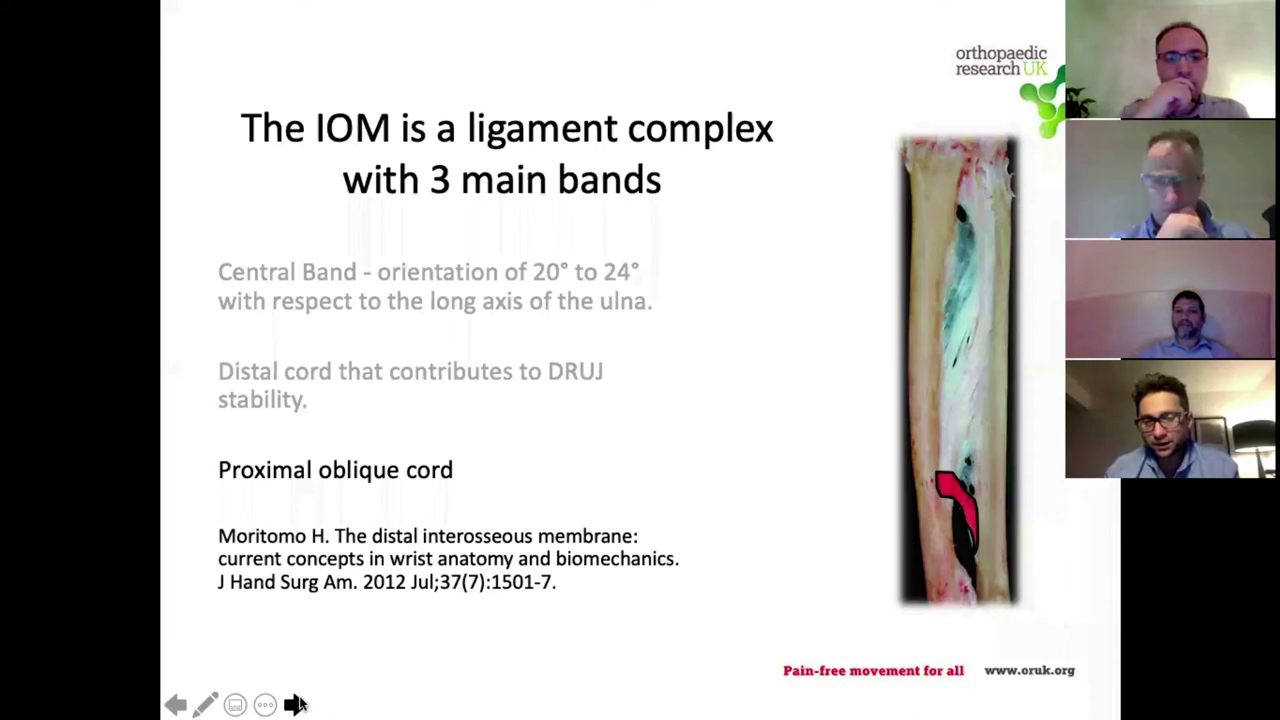 orthopaedic
research UK
The IOM is a ligament complex
with 3 main bands
Central Band - orientation of 20° to 24°
with respect to the long axis of the ulna.
Distal cord that contributes to DRUJ
stability.
Proximal oblique cord
Moritomo H. The distal interosseous membrane:
current concepts in wrist anatomy and biomechanics.
J Hand Surg Am. 2012 Jul;37(7):1501-7.
Pain-free movement for all www.oruk.org